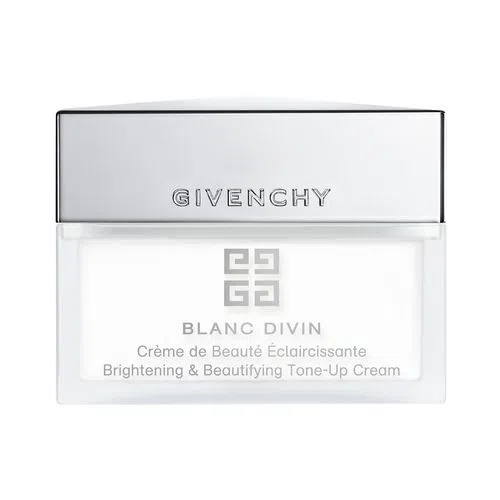 GIVENCHY
BLANC DIVIN
Crème de Beauté Éclaircissante
Brightening & Beautifying Tone-Up Cream